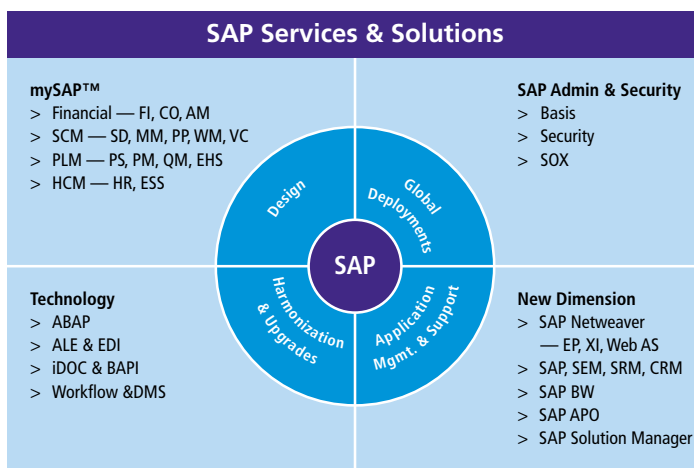 SAP Services & Solutions
mySAP™
> Financial — FI, CO, AM
> SCM — SD, MM, PP, WM, VC
> PLM — PS, PM, QM, EHS
> HCM — HR, ESS
SAP Admin & Security
> Basis
> Security
> SOX
Design
Global
Deployments
SAP
Harmonization
& Upgrades
Application
Mgmt. & Support
Technology
> ABAP
> ALE & EDI
> iDOC & BAPI
> Workflow &DMS
New Dimension
> SAP Netweaver
— EP, XI, Web AS
> SAP, SEM, SRM, CRM
> SAP BW
> SAP APO
> SAP Solution Manager